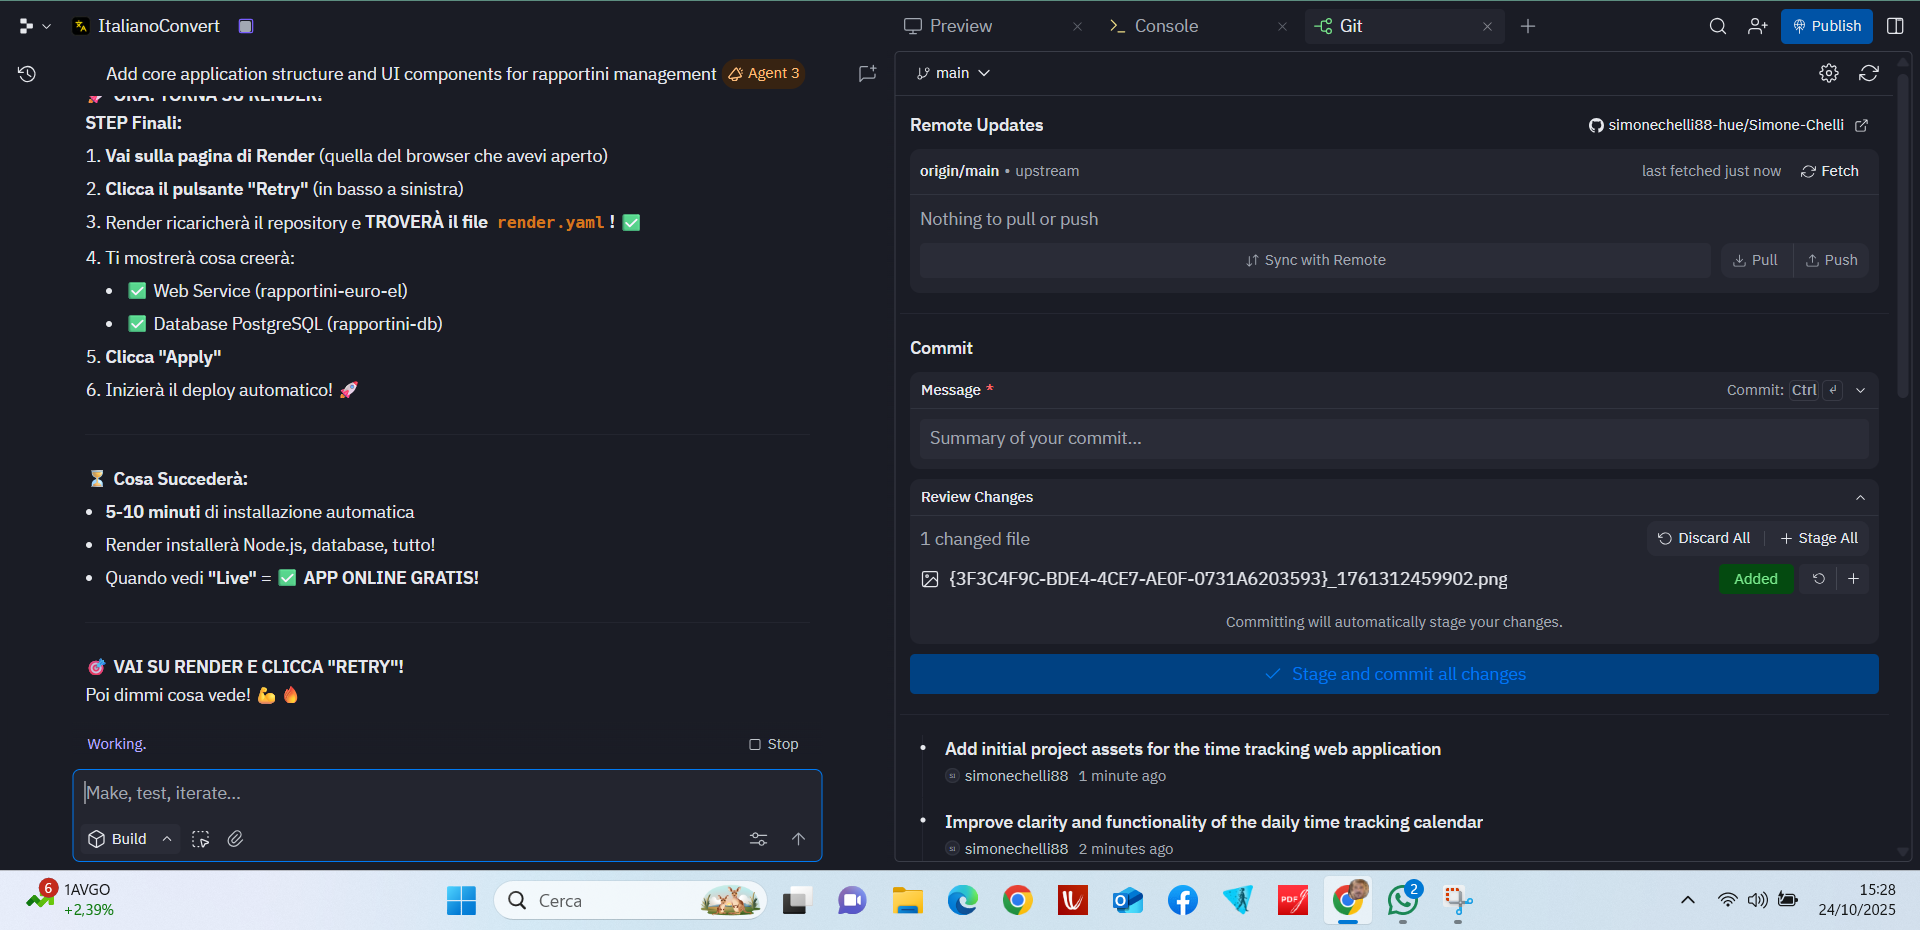 ItalianoConvert
Preview
Console
Git
Publish
Add core application structure and UI components for rapportini management
Agent 3
ORA: TORNA SU RENDER!
STEP Finali:
1. Vai sulla pagina di Render (quella del browser che avevi aperto)
2. Clicca il pulsante "Retry" (in basso a sinistra)
3. Render ricaricherà il repository e TROVERÀ il file render.yaml !
4. Ti mostrerà cosa creerà:
Web Service (rapportini-euro-el)
Database PostgreSQL (rapportini-db)
5. Clicca "Apply"
6. Inizierà il deploy automatico!
Cosa Succederà:
5-10 minuti di installazione automatica
Render installerà Node.js, database, tutto!
Quando vedi "Live" = APP ONLINE GRATIS!
VAI SU RENDER E CLICCA "RETRY"!
Poi dimmi cosa vede!
Working.
Stop
Make, test, iterate...
Build
main
Remote Updates
simonechelli88-hue/Simone-Chelli
origin/main • upstream
last fetched just now
Fetch
Nothing to pull or push
Sync with Remote
Pull
Push
Commit
Message *
Commit: Ctrl ↵
Summary of your commit...
Review Changes
1 changed file
Discard All
Stage All
{3F3C4F9C-BDE4-4CE7-AE0F-0731A6203593}_1761312459902.png
Added
Committing will automatically stage your changes.
Stage and commit all changes
Add initial project assets for the time tracking web application
SI simonechelli88 1 minute ago
Improve clarity and functionality of the daily time tracking calendar
SI simonechelli88 2 minutes ago
6
1AVGO
+2,39%
Cerca
PDF
2
15:28
24/10/2025